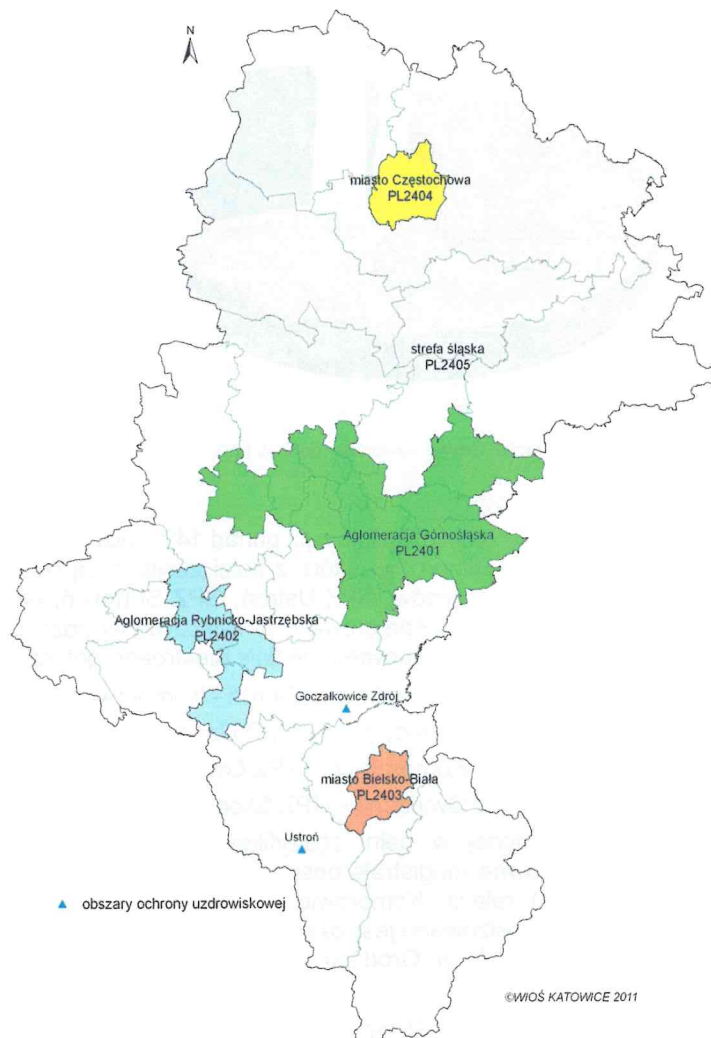 N
miasto Częstochowa
PL2404
strefa śląska
PL2405
Aglomeracja Górnośląska
PL2401
Aglomeracja Rybnicko-Jastrzębska
PL2402
Goczałkowice Zdrój
miasto Bielsko-Biała
PL2403
Ustroń
obszary ochrony uzdrowiskowej
©WIOŚ KATOWICE 2011